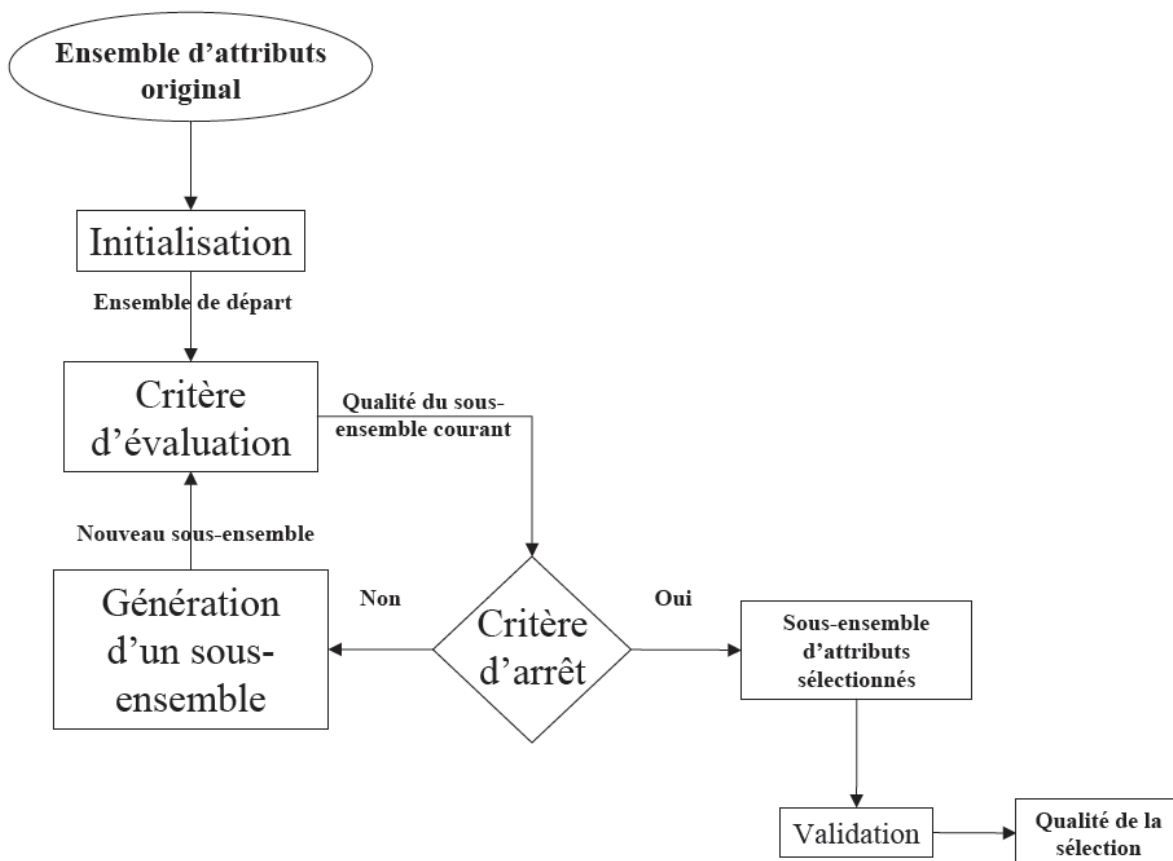 Ensemble d'attributs
original
Initialisation
Ensemble de départ
Critère
d'évaluation
Qualité du sous-
ensemble courant
Nouveau sous-ensemble
Génération
d'un sous-
ensemble
Non
Critère
d'arrêt
Oui
Sous-ensemble
d'attributs
sélectionnés
Validation
Qualité de la
sélection